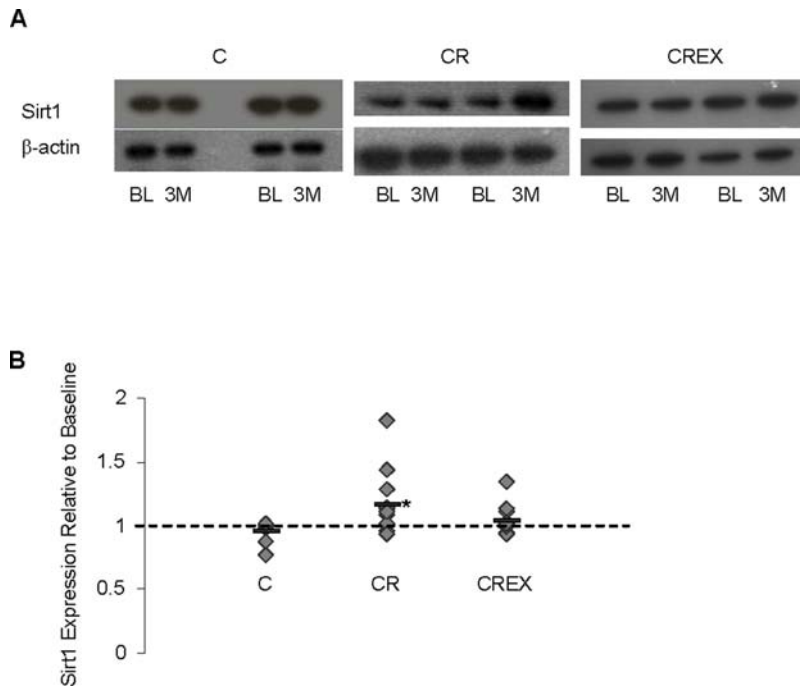 A
C CR CREX
Sirt1
β-actin
BL 3M BL 3M BL 3M BL 3M BL 3M BL 3M
B
Sirt1 Expression Relative to Baseline
2
1.5
1
0.5
0
*
C CR CREX